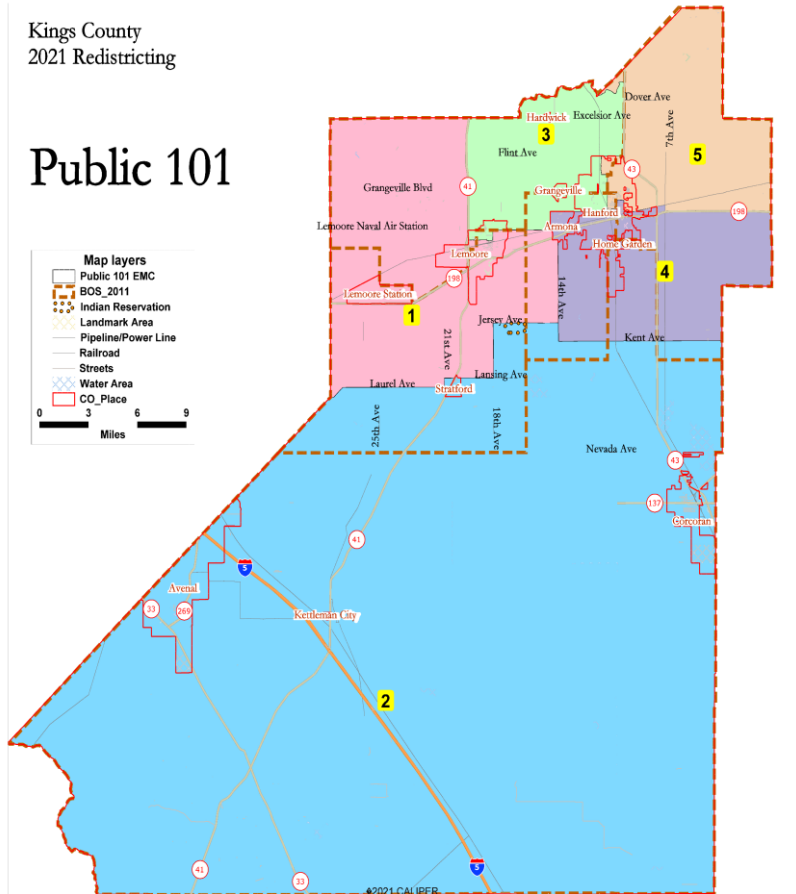 Kings County
2021 Redistricting
Public 101
Map layers
Public 101 EMC
BOS_2011
Indian Reservation
Landmark Area
Pipeline/Power Line
Railroad
Streets
Water Area
CO_Place
0 3 6 9
Miles
Dover Ave
Hardwick
Excelsior Ave
3
7th Ave
Flint Ave
5
43
41
Grangeville Blvd
Grangeville
Hanford
198
Lemoore Naval Air Station
Armona
Home Garden
Lemoore
4
198
14th Ave
Lemoore Station
1
Jersey Ave
21st Ave
Kent Ave
Lansing Ave
Laurel Ave
Stratford
18th Ave
25th Ave
Nevada Ave
43
137
Corcoran
41
5
Avenal
33
269
Kettleman City
2
5
41
33
©2021 CALIPER